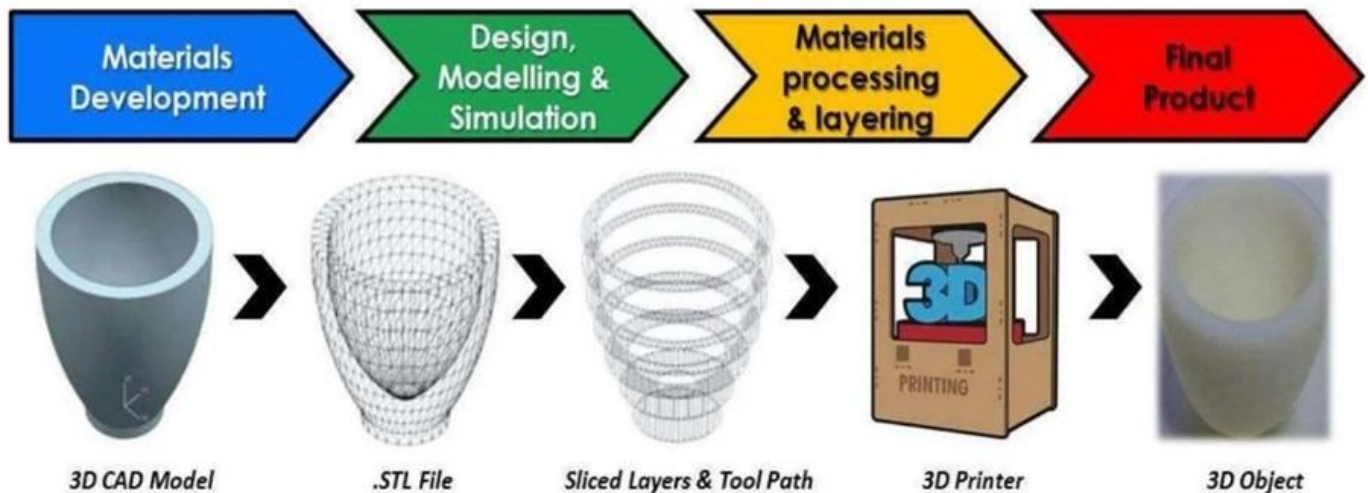 Materials
Development
Design,
Modelling &
Simulation
Materials
processing
& layering
Final
Product
3D
PRINTING
3D CAD Model
.STL File
Sliced Layers & Tool Path
3D Printer
3D Object